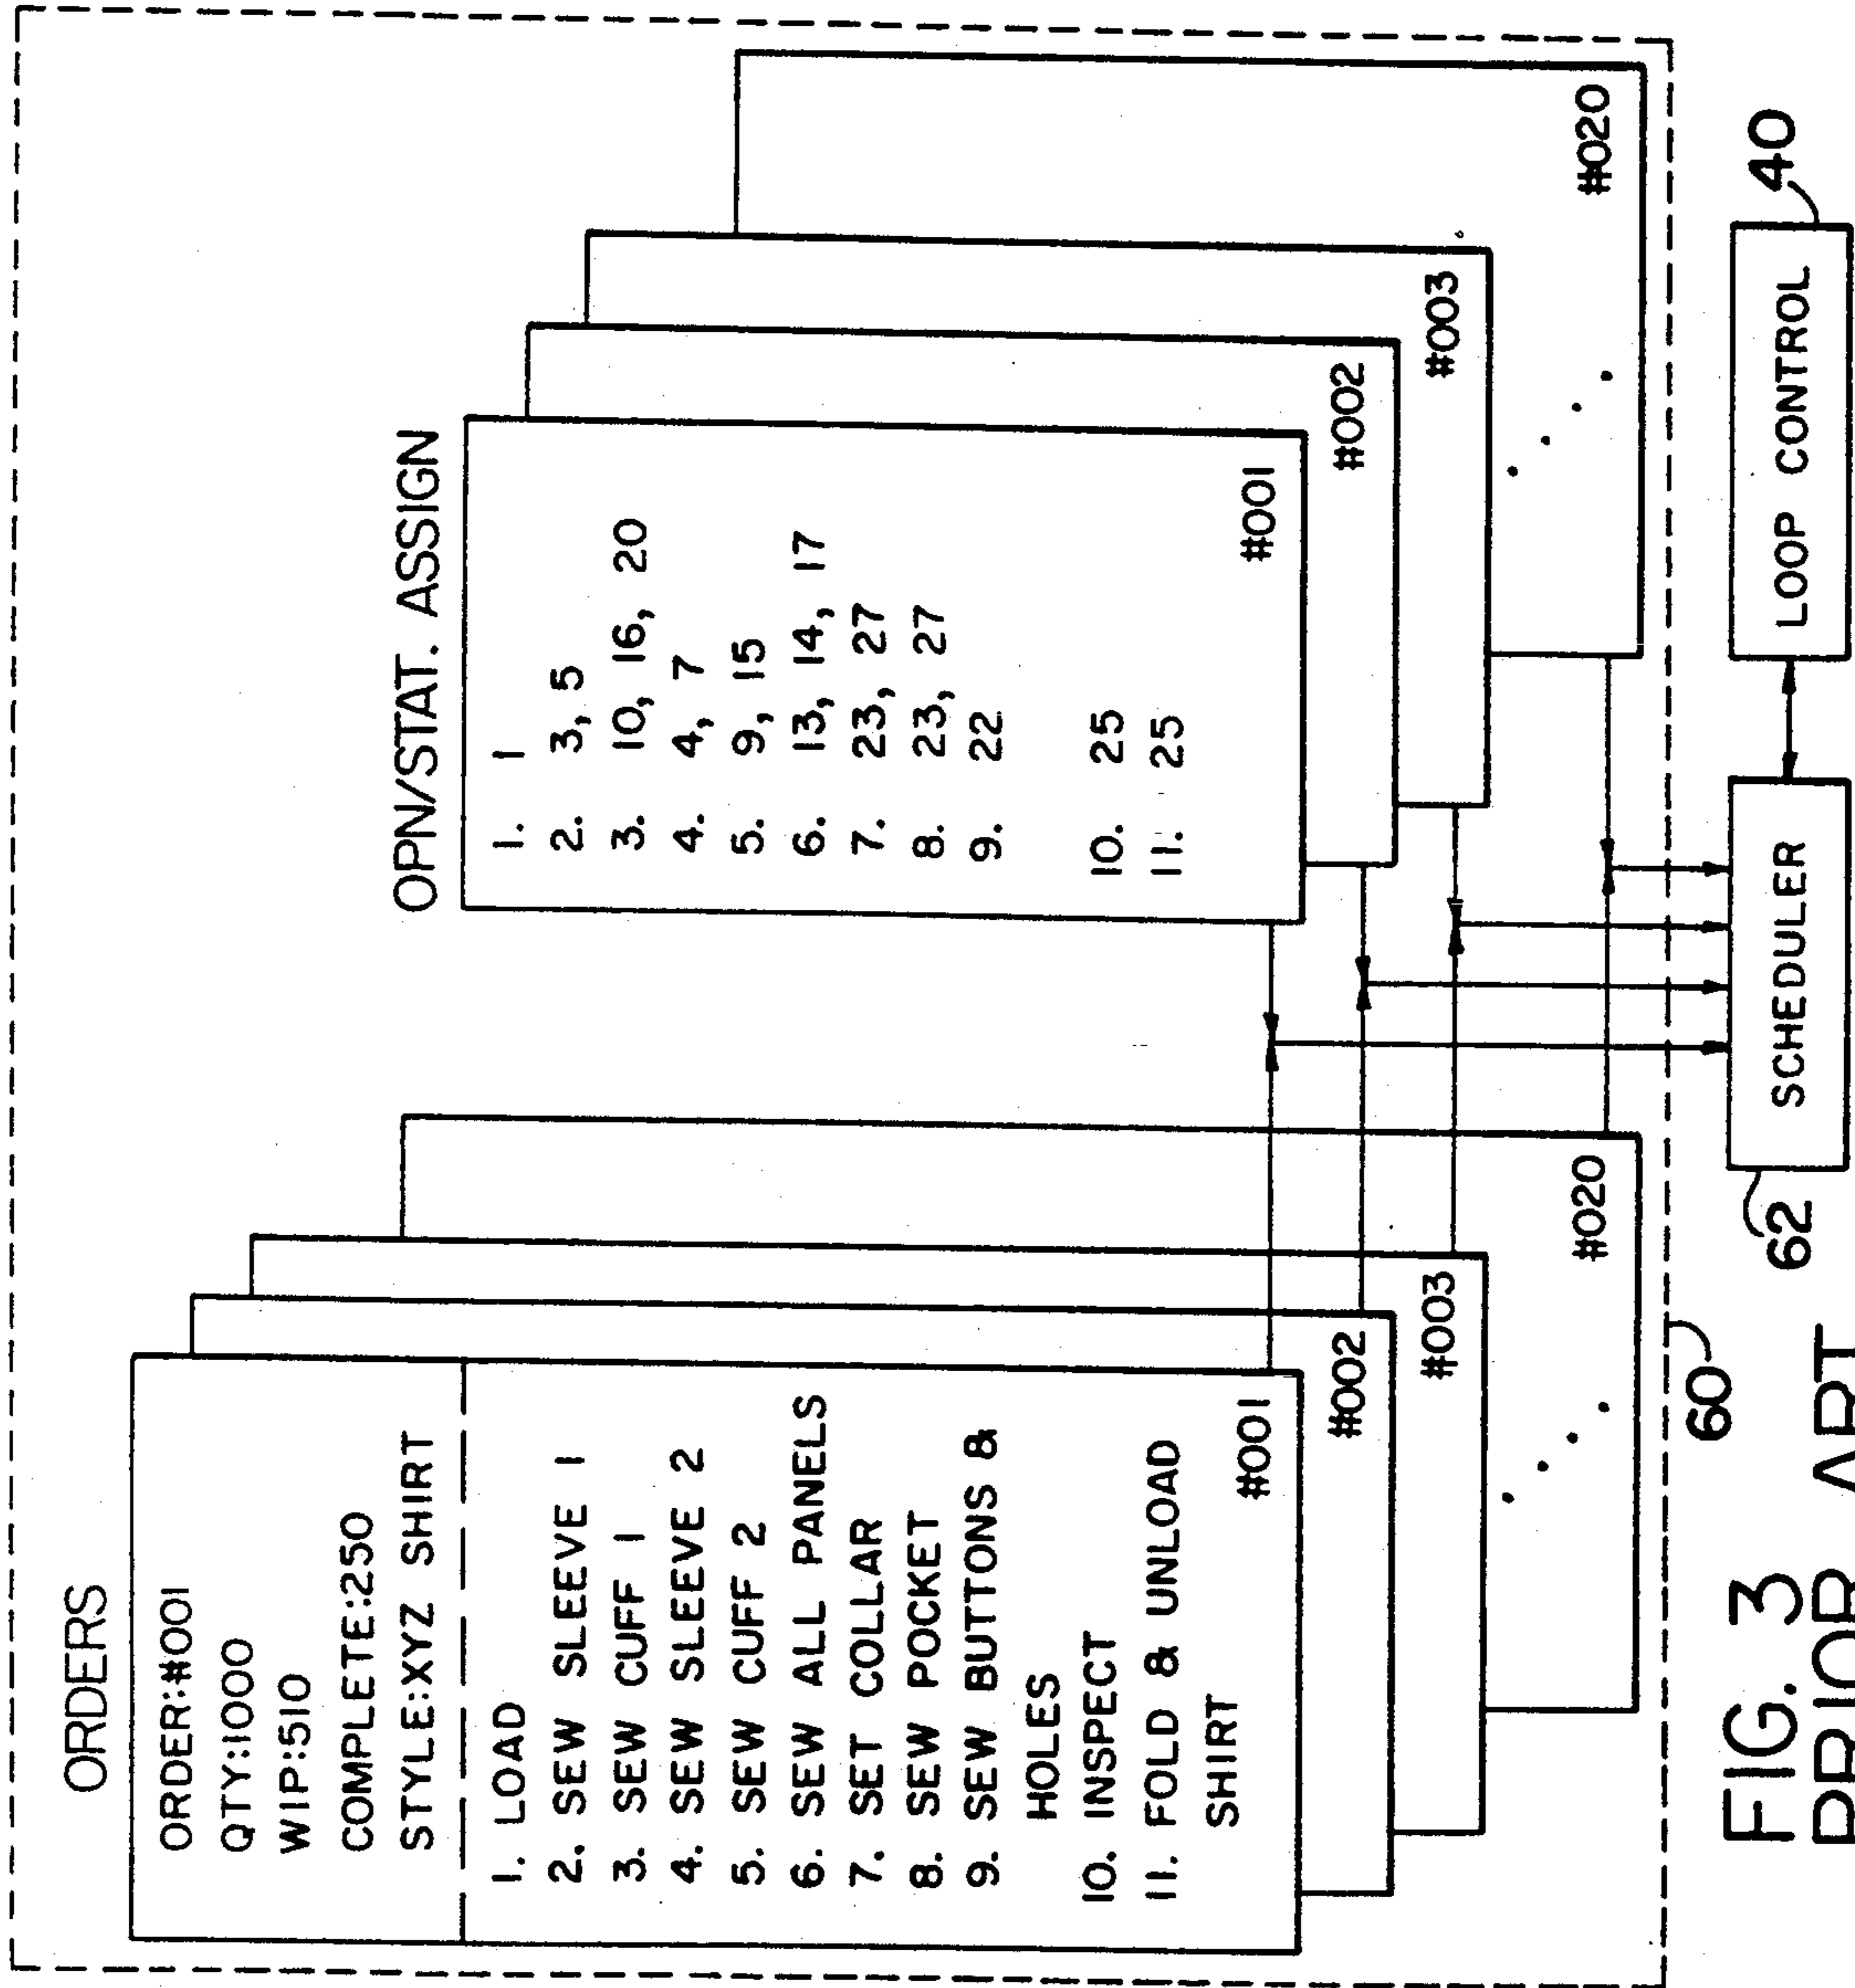 ORDERS
ORDER:#001
QTY:1000
WIP:510
COMPLETE:250
STYLE:XYZ SHIRT
1. LOAD
2. SEW SLEEVE 1
3. SEW CUFF 1
4. SEW SLEEVE 2
5. SEW CUFF 2
6. SEW ALL PANELS
7. SET COLLAR
8. SEW POCKET
9. SEW BUTTONS &
HOLES
10. INSPECT
11. FOLD & UNLOAD
SHIRT
#001
#002
#003
#020
OPN/STAT. ASSIGN
1. 1
2. 3, 5
3. 10, 16, 20
4. 4, 7
5. 9, 15
6. 13, 14, 17
7. 23, 27
8. 23, 27
9. 22
10. 25
11. 25
#001
#002
#003
#020
60
62
SCHEDULER
LOOP CONTROL
40
FIG. 3
PRIOR ART